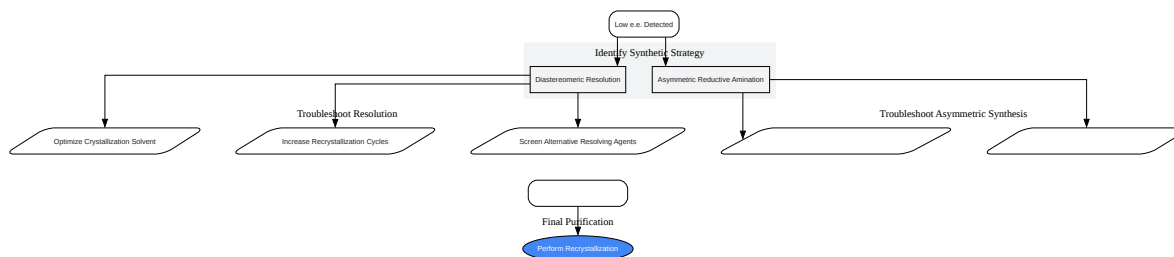 Low e.e. Detected
Identify Synthetic Strategy
Diastereomeric Resolution
Asymmetric Reductive Amination
Troubleshoot Resolution
Troubleshoot Asymmetric Synthesis
Optimize Crystallization Solvent
Increase Recrystallization Cycles
Screen Alternative Resolving Agents
Final Purification
Perform Recrystallization